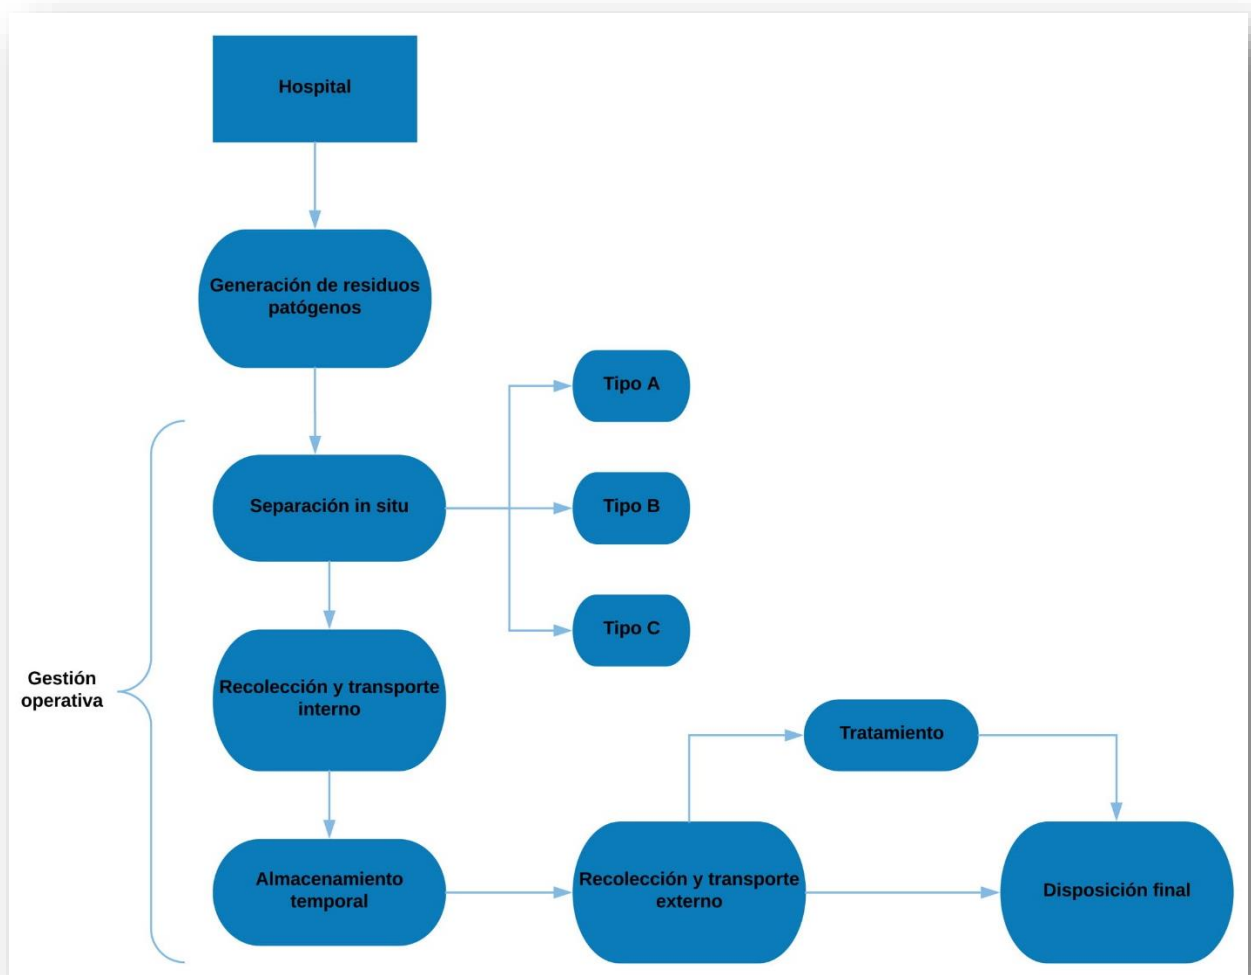 Hospital
Generación de residuos
patógenos
Tipo A
Separación in situ
Tipo B
Tipo C
Gestión
operativa
Recolección y transporte
interno
Tratamiento
Almacenamiento
temporal
Recolección y transporte
externo
Disposición final